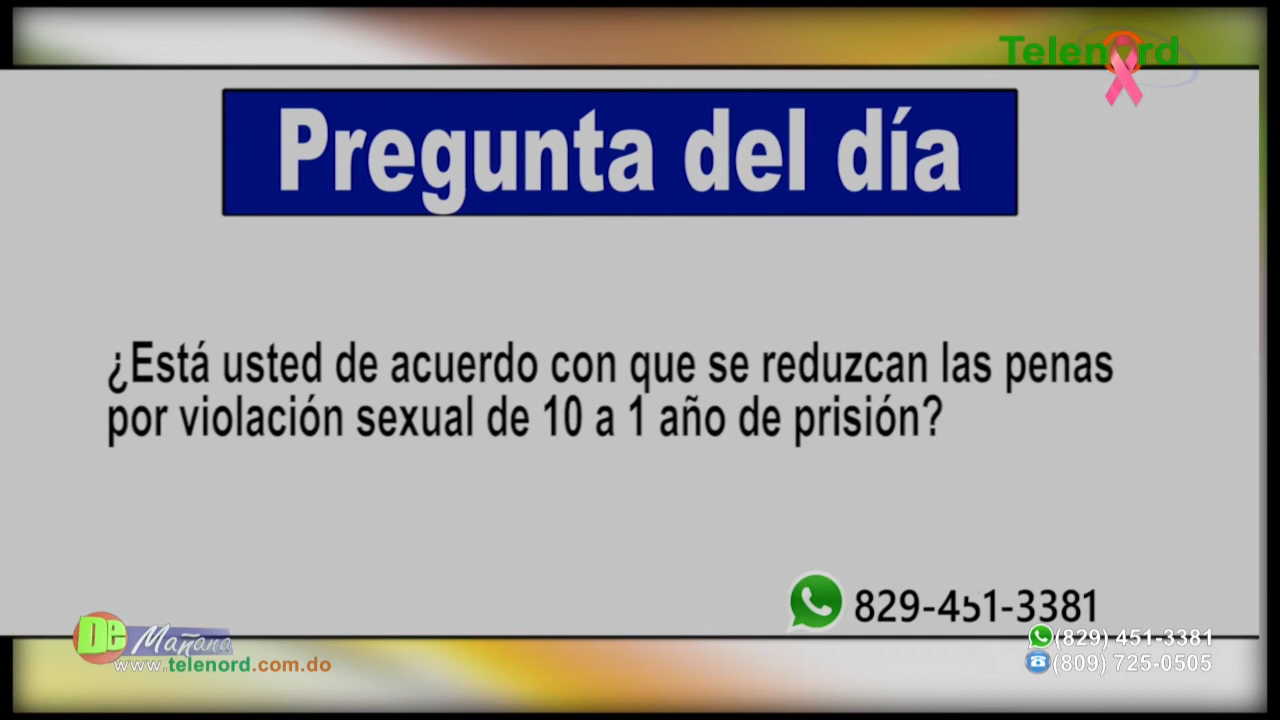 Telenord
Pregunta del día
¿Está usted de acuerdo con que se reduzcan las penas
por violación sexual de 10 a 1 año de prisión?
829-451-3381
De Mañana
www.telenord.com.do
(829) 451-3381
(809) 725-0505